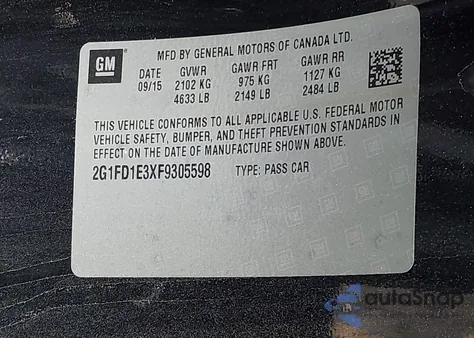 GM
MFD BY GENERAL MOTORS OF CANADA LTD.
DATE GVWR GAWR FRT GAWR RR
09/15 2102 KG 975 KG 1127 KG
4633 LB 2149 LB 2484 LB
THIS VEHICLE CONFORMS TO ALL APPLICABLE U.S. FEDERAL MOTOR
VEHICLE SAFETY, BUMPER, AND THEFT PREVENTION STANDARDS IN
EFFECT ON THE DATE OF MANUFACTURE SHOWN ABOVE.
2G1FD1E3XF9305598 TYPE: PASS CAR
autoSnap